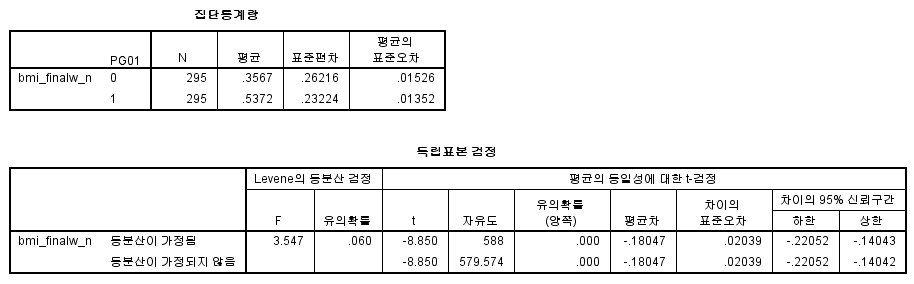 집단통계량
PG01 N 평균 표준편차 평균의 표준오차
bmi_finalw_n 0 295 .3567 .26216 .01526
1 295 .5372 .23224 .01352
독립표본 검정
Levene의 등분산 검정 평균의 동일성에 대한 t-검정
F 유의확률 t 자유도 유의확률 (양쪽) 평균차 차이의 표준오차 차이의 95% 신뢰구간
하한 상한
bmi_finalw_n 등분산이 가정됨 3.547 .060 -8.850 588 .000 -.18047 .02039 -.22052 -.14043
등분산이 가정되지 않음 -8.850 579.574 .000 -.18047 .02039 -.22052 -.14042